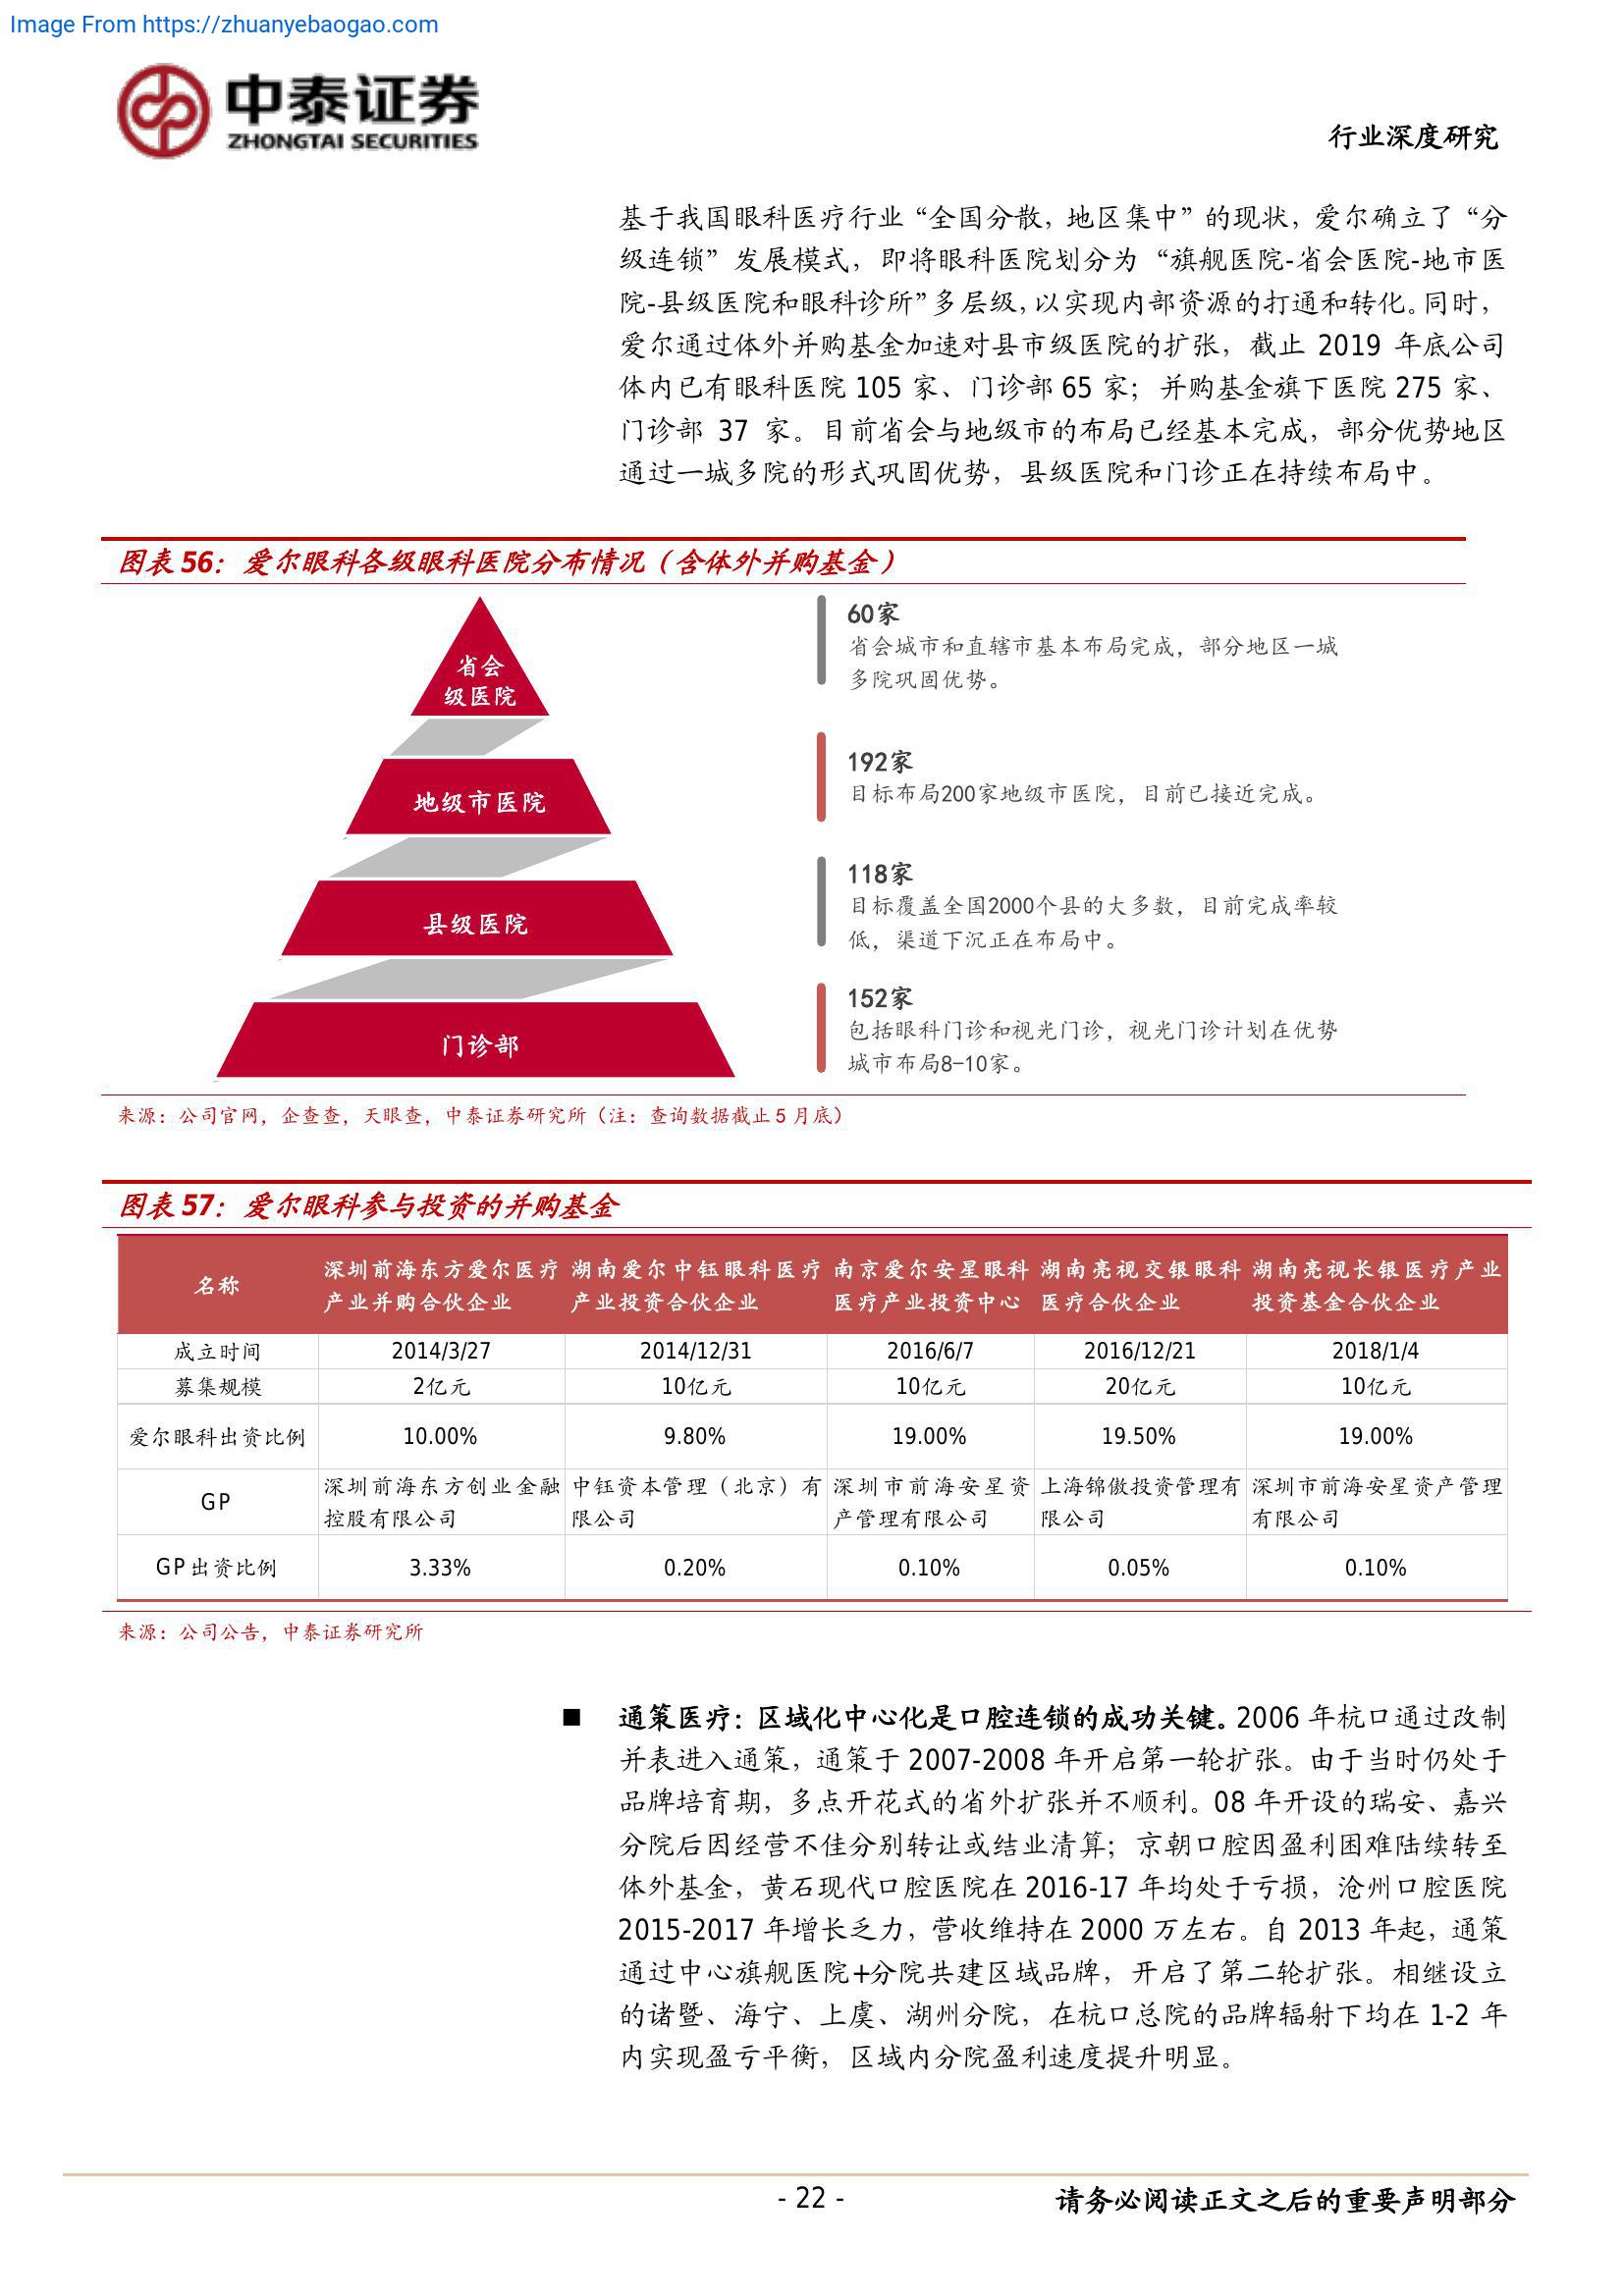 Image From https://zhuanyebaogao.com
中泰证券
ZHONGTAI SECURITIES
行业深度研究
基于我国眼科医疗行业“全国分散，地区集中”的现状，爱尔确立了“分
级连锁”发展模式，即将眼科医院划分为“旗舰医院-省会医院-地市医
院-县级医院和眼科诊所”多层级，以实现内部资源的打通和转化。同时，
爱尔通过体外并购基金加速对县市级医院的扩张，截止 2019 年底公司
体内已有眼科医院 105 家、门诊部 65 家；并购基金旗下医院 275 家、
门诊部 37 家。目前省会与地级市的布局已经基本完成，部分优势地区
通过一城多院的形式巩固优势，县级医院和门诊正在持续布局中。
图表 56：爱尔眼科各级眼科医院分布情况（含体外并购基金）
省会
级医院
60家
省会城市和直辖市基本布局完成，部分地区一城
多院巩固优势。
地级市医院
192家
目标布局200家地级市医院，目前已接近完成。
县级医院
118家
目标覆盖全国2000个县的大多数，目前完成率较
低，渠道下沉正在布局中。
门诊部
152家
包括眼科门诊和视光门诊，视光门诊计划在优势
城市布局8-10家。
来源：公司官网，企查查，天眼查，中泰证券研究所（注：查询数据截止 5 月底）
图表 57：爱尔眼科参与投资的并购基金
名称 深圳前海东方爱尔医疗产业并购合伙企业 湖南爱尔中钰眼科医疗产业投资合伙企业 南京爱尔安星眼科医疗产业投资中心 湖南亮视交银眼科医疗合伙企业 湖南亮视长银医疗产业投资基金合伙企业
成立时间 2014/3/27 2014/12/31 2016/6/7 2016/12/21 2018/1/4
募集规模 2亿元 10亿元 10亿元 20亿元 10亿元
爱尔眼科出资比例 10.00% 9.80% 19.00% 19.50% 19.00%
GP 深圳前海东方创业金融控股有限公司 中钰资本管理（北京）有限公司 深圳市前海安星资产管理有限公司 上海锦傲投资管理有限公司 深圳市前海安星资产管理有限公司
GP 出资比例 3.33% 0.20% 0.10% 0.05% 0.10%
来源：公司公告，中泰证券研究所
■ 通策医疗：区域化中心化是口腔连锁的成功关键。2006 年杭口通过改制
并表进入通策，通策于 2007-2008 年开启第一轮扩张。由于当时仍处于
品牌培育期，多点开花式的省外扩张并不顺利。08 年开设的瑞安、嘉兴
分院后因经营不佳分别转让或结业清算；京朝口腔因盈利困难陆续转至
体外基金，黄石现代口腔医院在 2016-17 年均处于亏损，沧州口腔医院
2015-2017 年增长乏力，营收维持在 2000 万左右。自 2013 年起，通策
通过中心旗舰医院+分院共建区域品牌，开启了第二轮扩张。相继设立
的诸暨、海宁、上虞、湖州分院，在杭口总院的品牌辐射下均在 1-2 年
内实现盈亏平衡，区域内分院盈利速度提升明显。
- 22 -
请务必阅读正文之后的重要声明部分